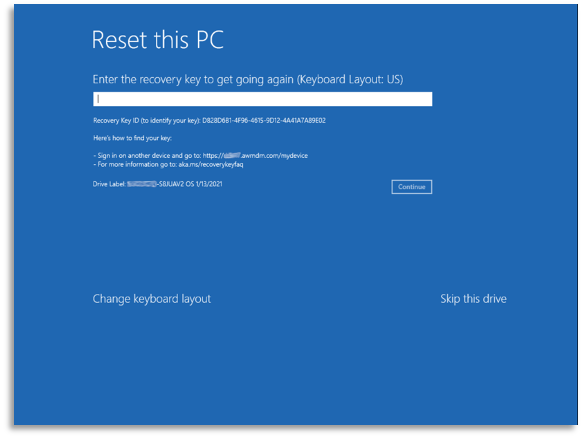 Reset this PC
Enter the recovery key to get going again (Keyboard Layout: US)
Recovery Key ID (to identify your key): D828D681-4F96-4615-9D12-4A41A7A89E02
Here's how to find your key:
- Sign in on another device and go to: https://.awmdm.com/mydevice
- For more information go to: aka.ms/recoverykeyfaq
Drive Label: -S8JUAV2 OS 1/13/2021
Continue
Change keyboard layout
Skip this drive